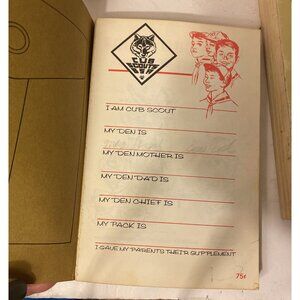 CUB
SCOUTS
BSA
I AM CUB SCOUT
MY DEN IS
MY DEN MOTHER IS
MY DEN DAD IS
MY DEN CHIEF IS
MY PACK IS
I GAVE MY PARENTS THEIR SUPPLEMENT
75¢